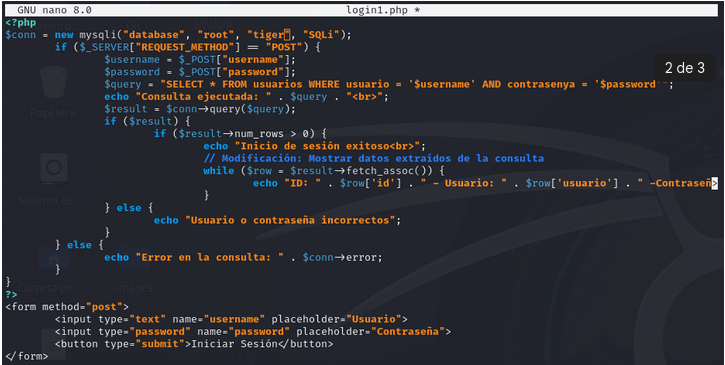 GNU nano 8.0 login1.php *
<?php
$conn = new mysqli("database", "root", "tiger", "SQLi");
if ($_SERVER["REQUEST_METHOD"] == "POST") {
$username = $_POST["username"];
$password = $_POST["password"];
2 de 3
$query = "SELECT * FROM usuarios WHERE usuario = '$username' AND contrasenya = '$password'";
echo "Consulta ejecutada: " . $query . "<br>";
$result = $conn->query($query);
if ($result) {
if ($result->num_rows > 0) {
echo "Inicio de sesión exitoso<br>";
// Modificación: Mostrar datos extraídos de la consulta
while ($row = $result->fetch_assoc()) {
echo "ID: " . $row['id'] . " - Usuario: " . $row['usuario'] . " -Contraseñ>
}
} else {
echo "Usuario o contraseña incorrectos";
}
} else {
echo "Error en la consulta: " . $conn->error;
}
}
?>
<form method="post">
<input type="text" name="username" placeholder="Usuario">
<input type="password" name="password" placeholder="Contraseña">
<button type="submit">Iniciar Sesión</button>
</form>
Papelera
Sistema de
Carpeta pe...